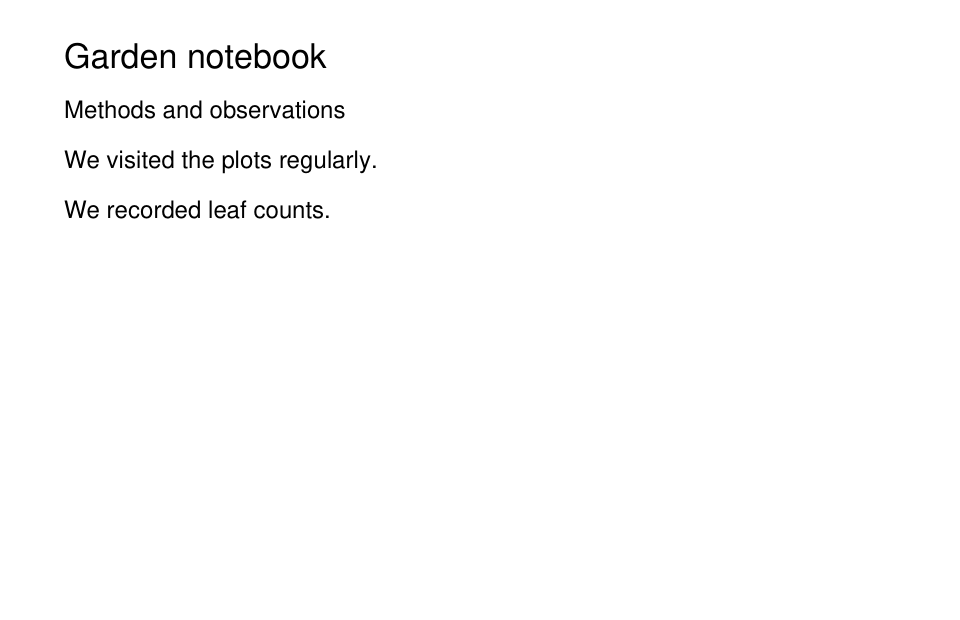 Garden notebook
Methods and observations
We visited the plots regularly.
We recorded leaf counts.